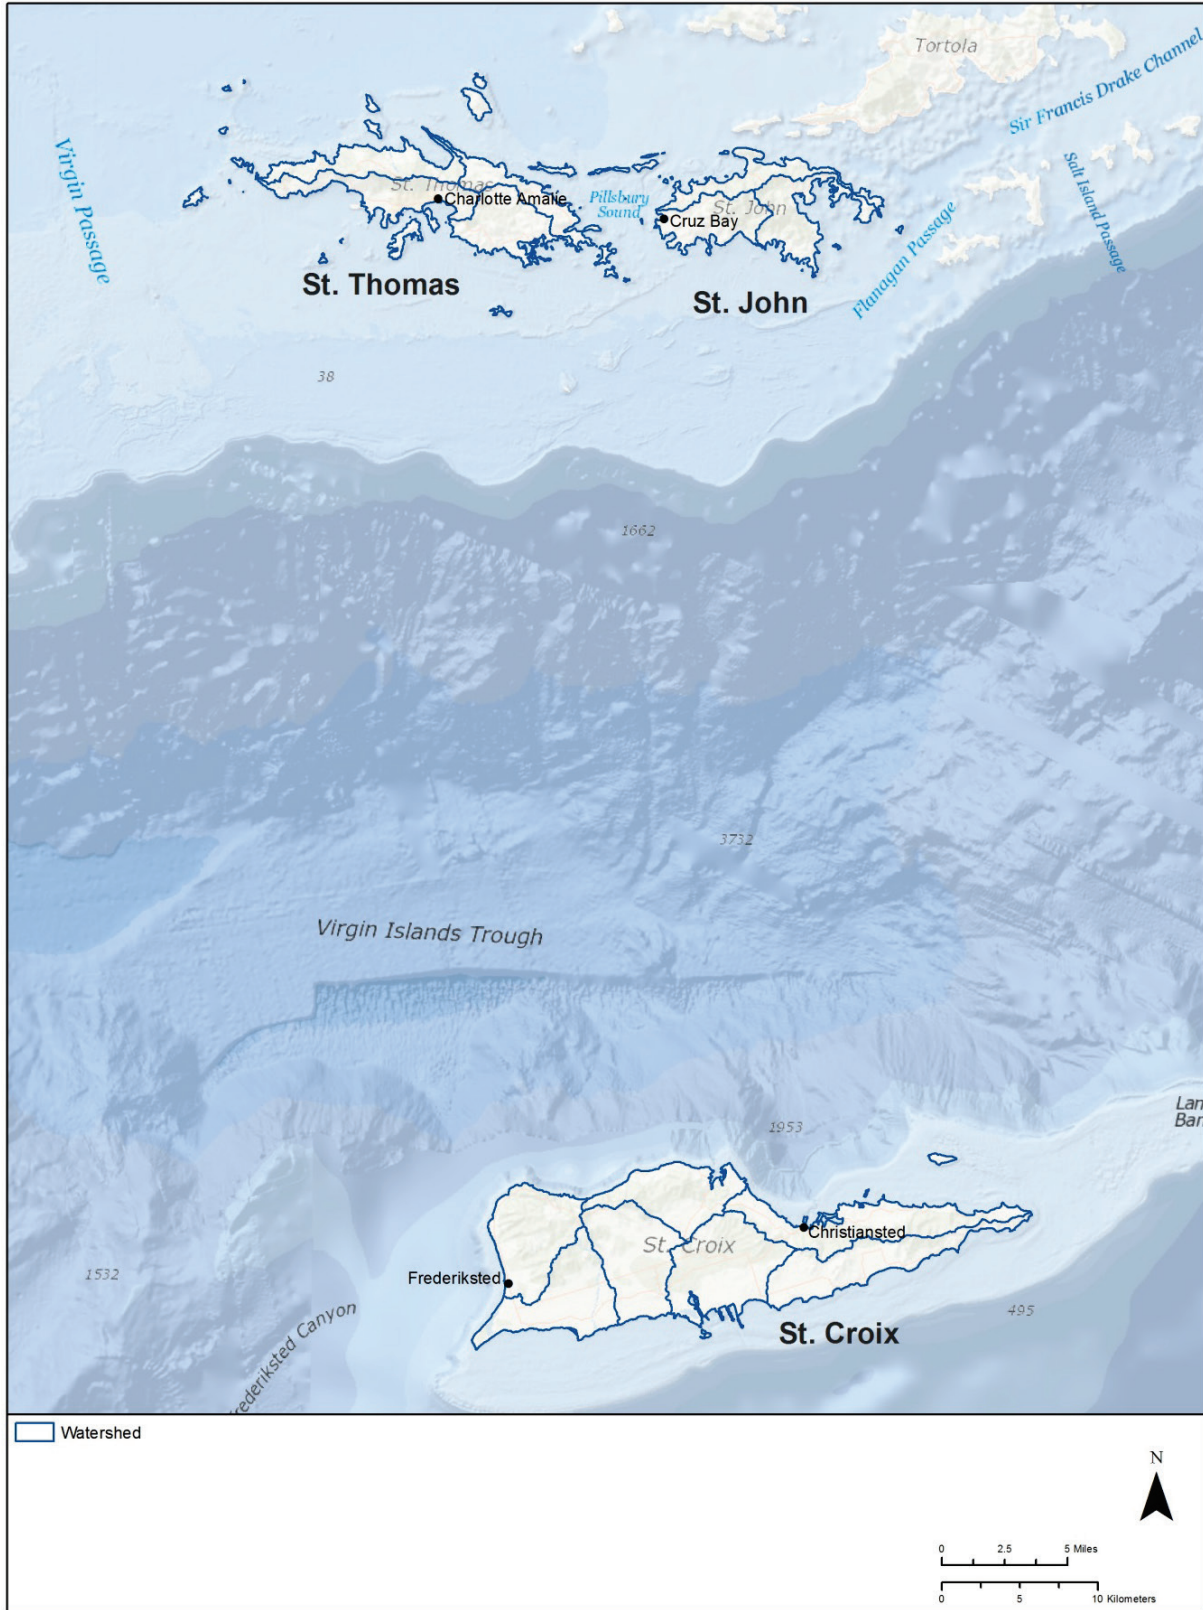 Tortola
Sir Francis Drake Channel
Virgin Passage
Salt Island Passage
St. Thomas
Charlotte Amalie
Pillsbury
Sound
St. John
Cruz Bay
Flanagan Passage
St. Thomas
St. John
38
1662
3732
Virgin Islands Trough
Lan
Ban
1953
Christiansted
St. Croix
1532
Frederiksted
495
St. Croix
Frederiksted Canyon
Watershed
N
0 2.5 5 Miles
0 5 10 Kilometers